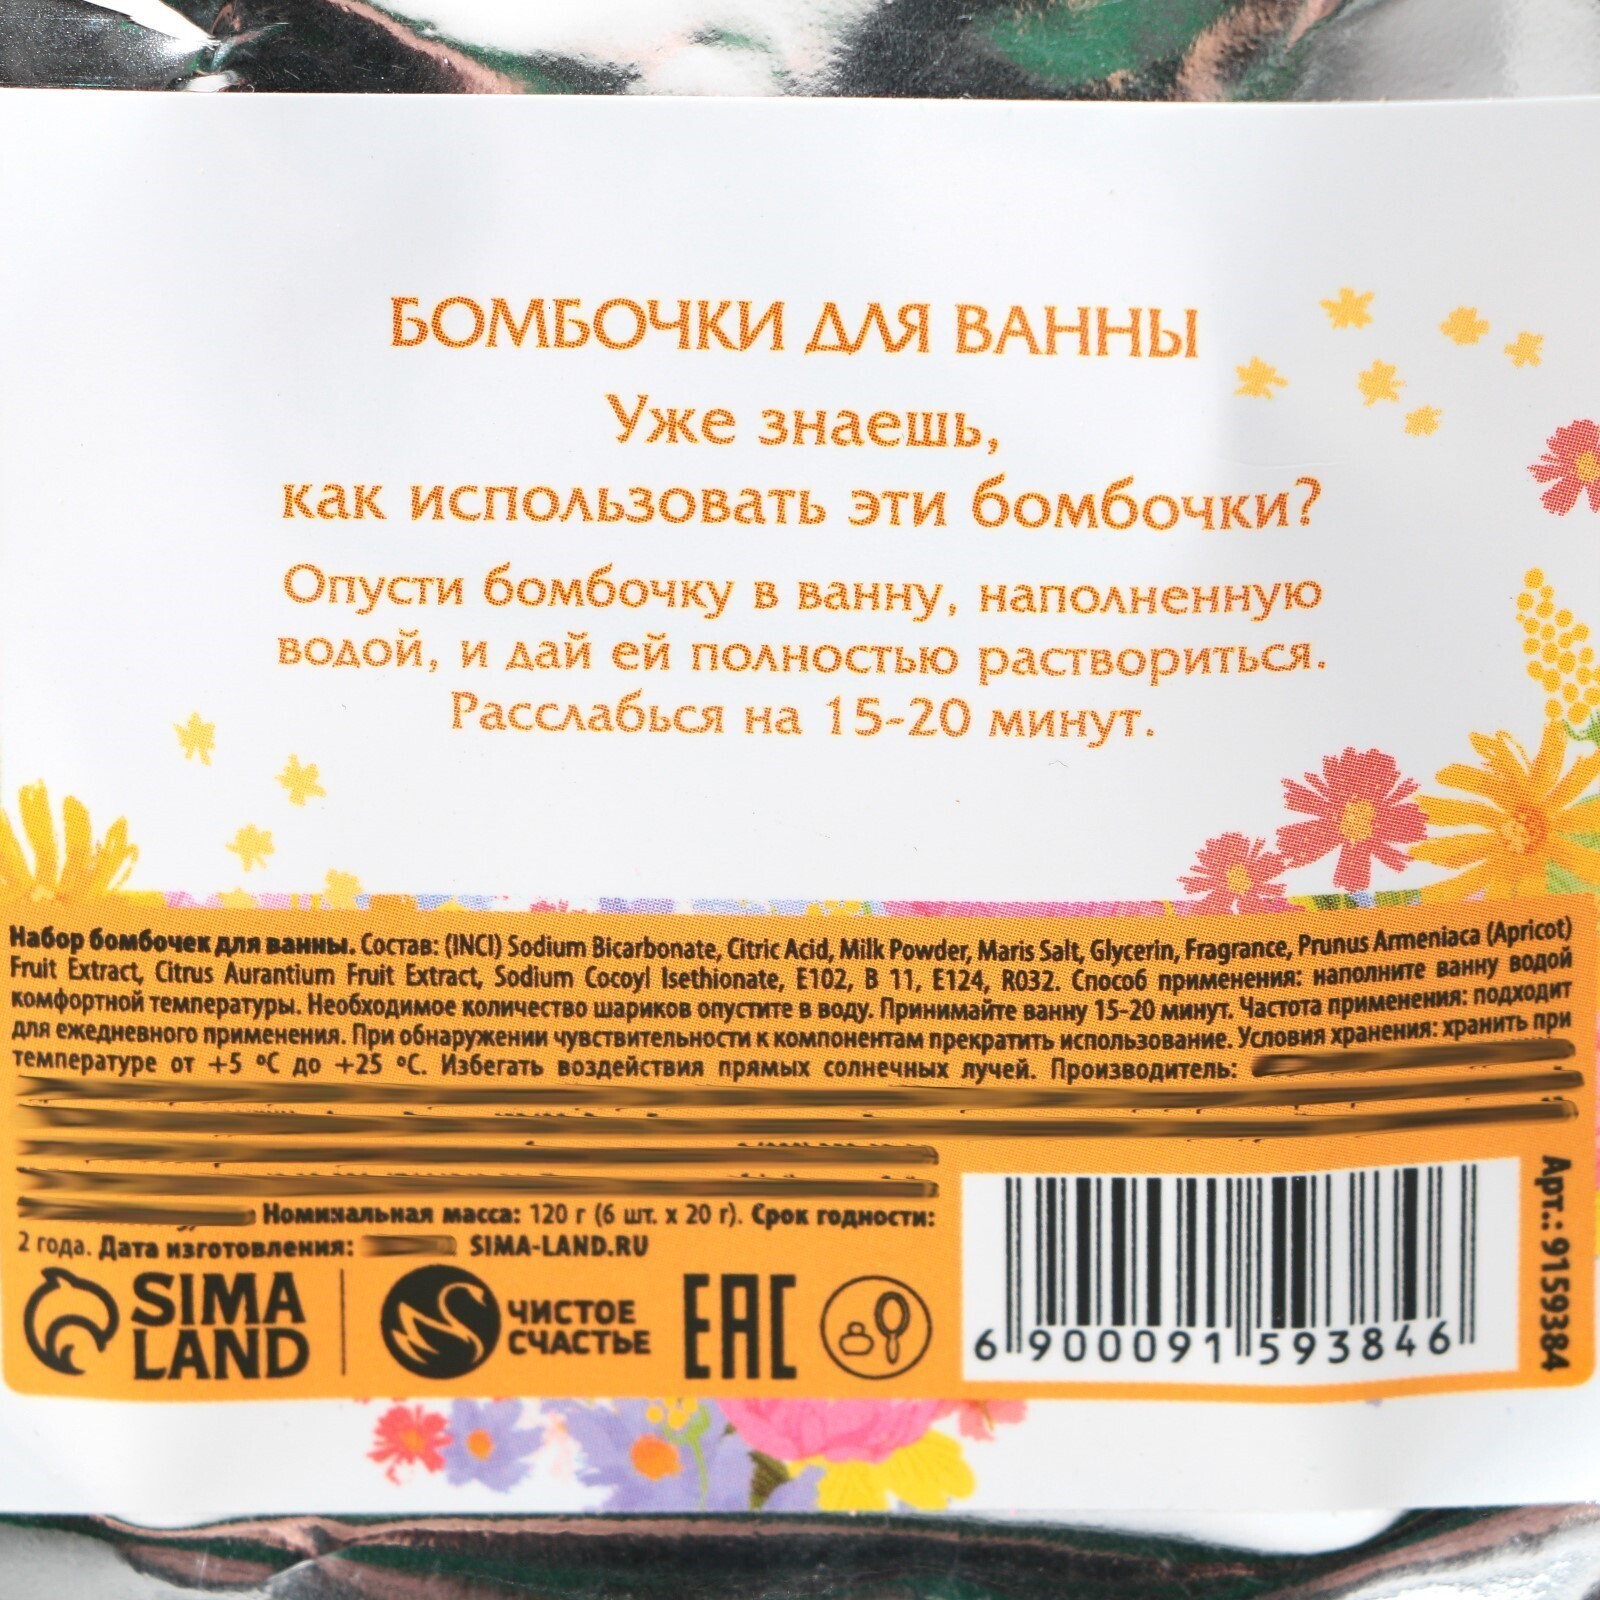 БОМБОЧКИ ДЛЯ ВАННЫ
Уже знаешь,
как использовать эти бомбочки?
Опусти бомбочку в ванну, наполненную
водой, и дай ей полностью раствориться.
Расслабься на 15-20 минут.
Набор бомбочек для ванны. Состав: (INCI) Sodium Bicarbonate, Citric Acid, Milk Powder, Maris Salt, Glycerin, Fragrance, Prunus Armeniaca (Apricot)
Fruit Extract, Citrus Aurantium Fruit Extract, Sodium Cocoyl Isethionate, E102, B 11, E124, R032. Способ применения: наполните ванну водой
комфортной температуры. Необходимое количество шариков опустите в воду. Принимайте ванну 15-20 минут. Частота применения: подходит
для ежедневного применения. При обнаружении чувствительности к компонентам прекратить использование. Условия хранения: хранить при
температуре от +5 °С до +25 °С. Избегать воздействия прямых солнечных лучей. Производитель:
Номинальная масса: 120 г (6 шт. х 20 г). Срок годности:
2 года. Дата изготовления: SIMA-LAND.RU
SIMA
LAND
ЧИСТОЕ
СЧАСТЬЕ
EAC
6 900091 593846
Арт.: 9159384